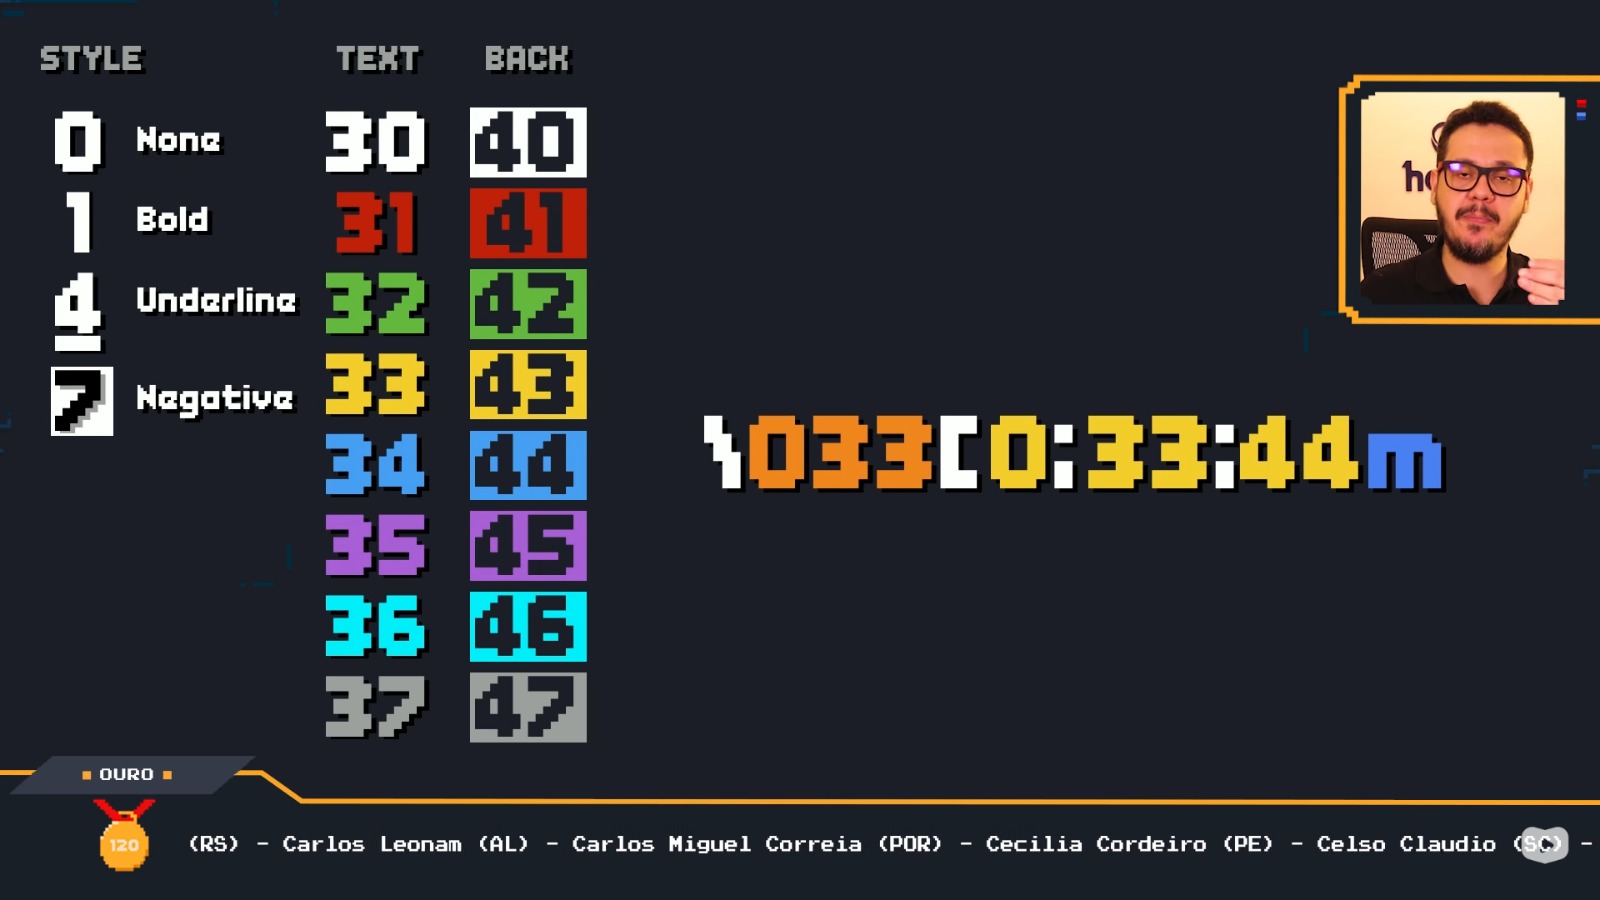 STYLE TEXT BACK
0 None 30 40
1 Bold 31 41
4 Underline 32 42
7 Negative 33 43
34 44
35 45
36 46
37 47
\033[0:33:44m
OURO
120
(RS) - Carlos Leonam (AL) - Carlos Miguel Correia (POR) - Cecilia Cordeiro (PE) - Celso Claudio (SC) -